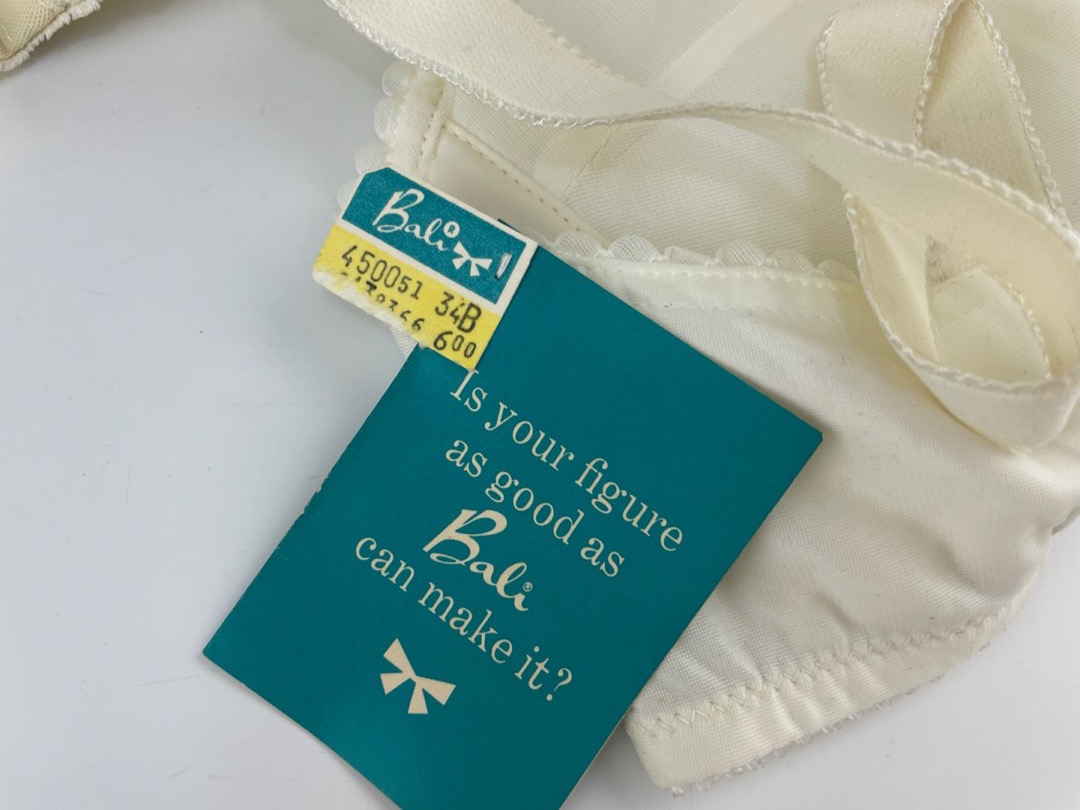 Bali®
450051 34B
600
Is your figure
as good as
Bali®
can make it?